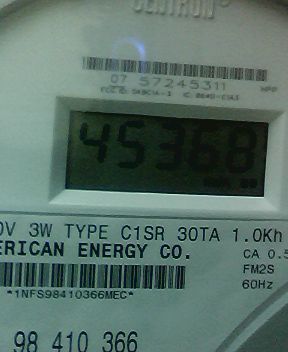 CENTRON
07 57245311
45368
0V 3W TYPE C1SR 30TA 1.0Kh
ERICAN ENERGY CO.
CA 0.5
FM2S
60Hz
*1NFS98410366MEC*
98 410 366